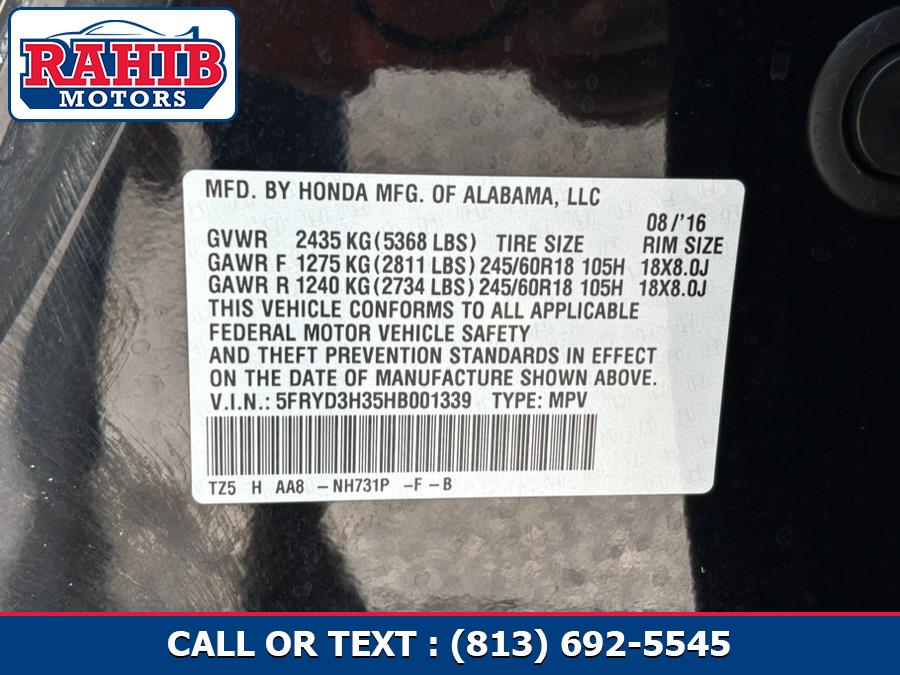 RAHIB
MOTORS
MFD. BY HONDA MFG. OF ALABAMA, LLC
08/'16
GVWR 2435 KG (5368 LBS) TIRE SIZE RIM SIZE
GAWR F 1275 KG (2811 LBS) 245/60R18 105H 18X8.0J
GAWR R 1240 KG (2734 LBS) 245/60R18 105H 18X8.0J
THIS VEHICLE CONFORMS TO ALL APPLICABLE
FEDERAL MOTOR VEHICLE SAFETY
AND THEFT PREVENTION STANDARDS IN EFFECT
ON THE DATE OF MANUFACTURE SHOWN ABOVE.
V.I.N.: 5FRYD3H35HB001339 TYPE: MPV
TZ5 H AA8 -NH731P -F-B
CALL OR TEXT : (813) 692-5545